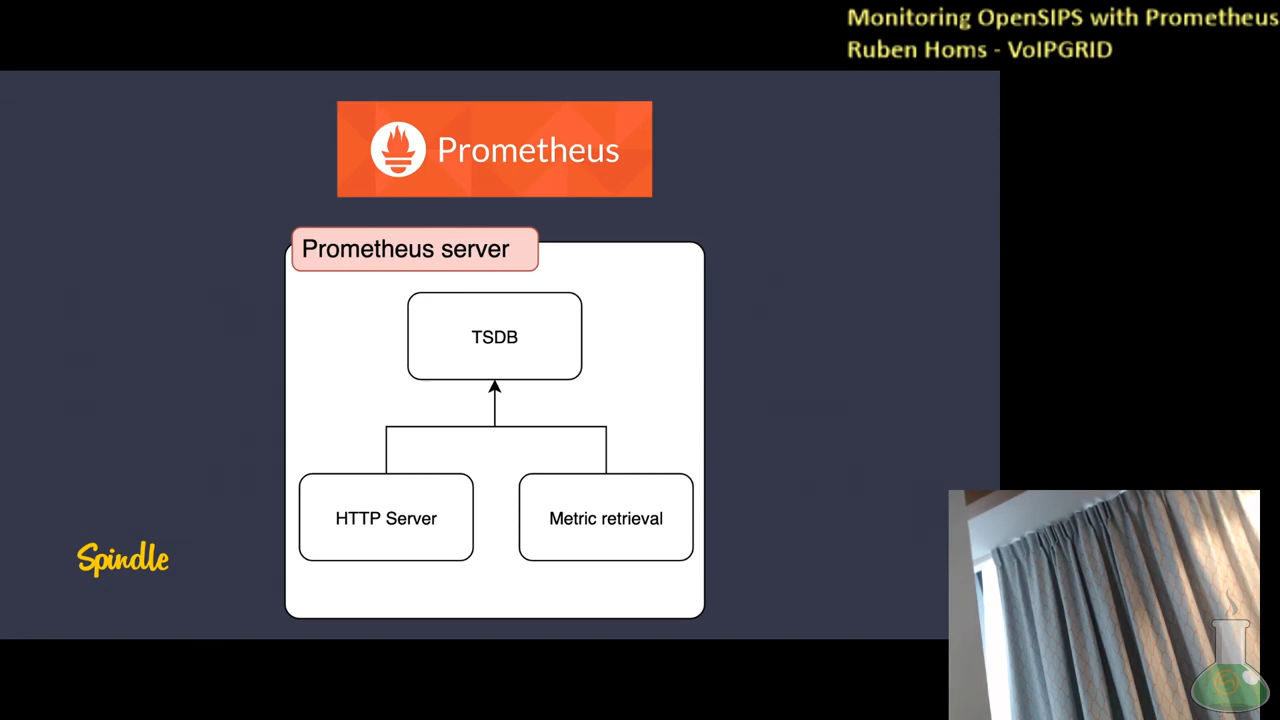 Monitoring OpenSIPS with Prometheus
Ruben Homs - VoIPGRID
Prometheus
Prometheus server
TSDB
HTTP Server
Metric retrieval
Spindle